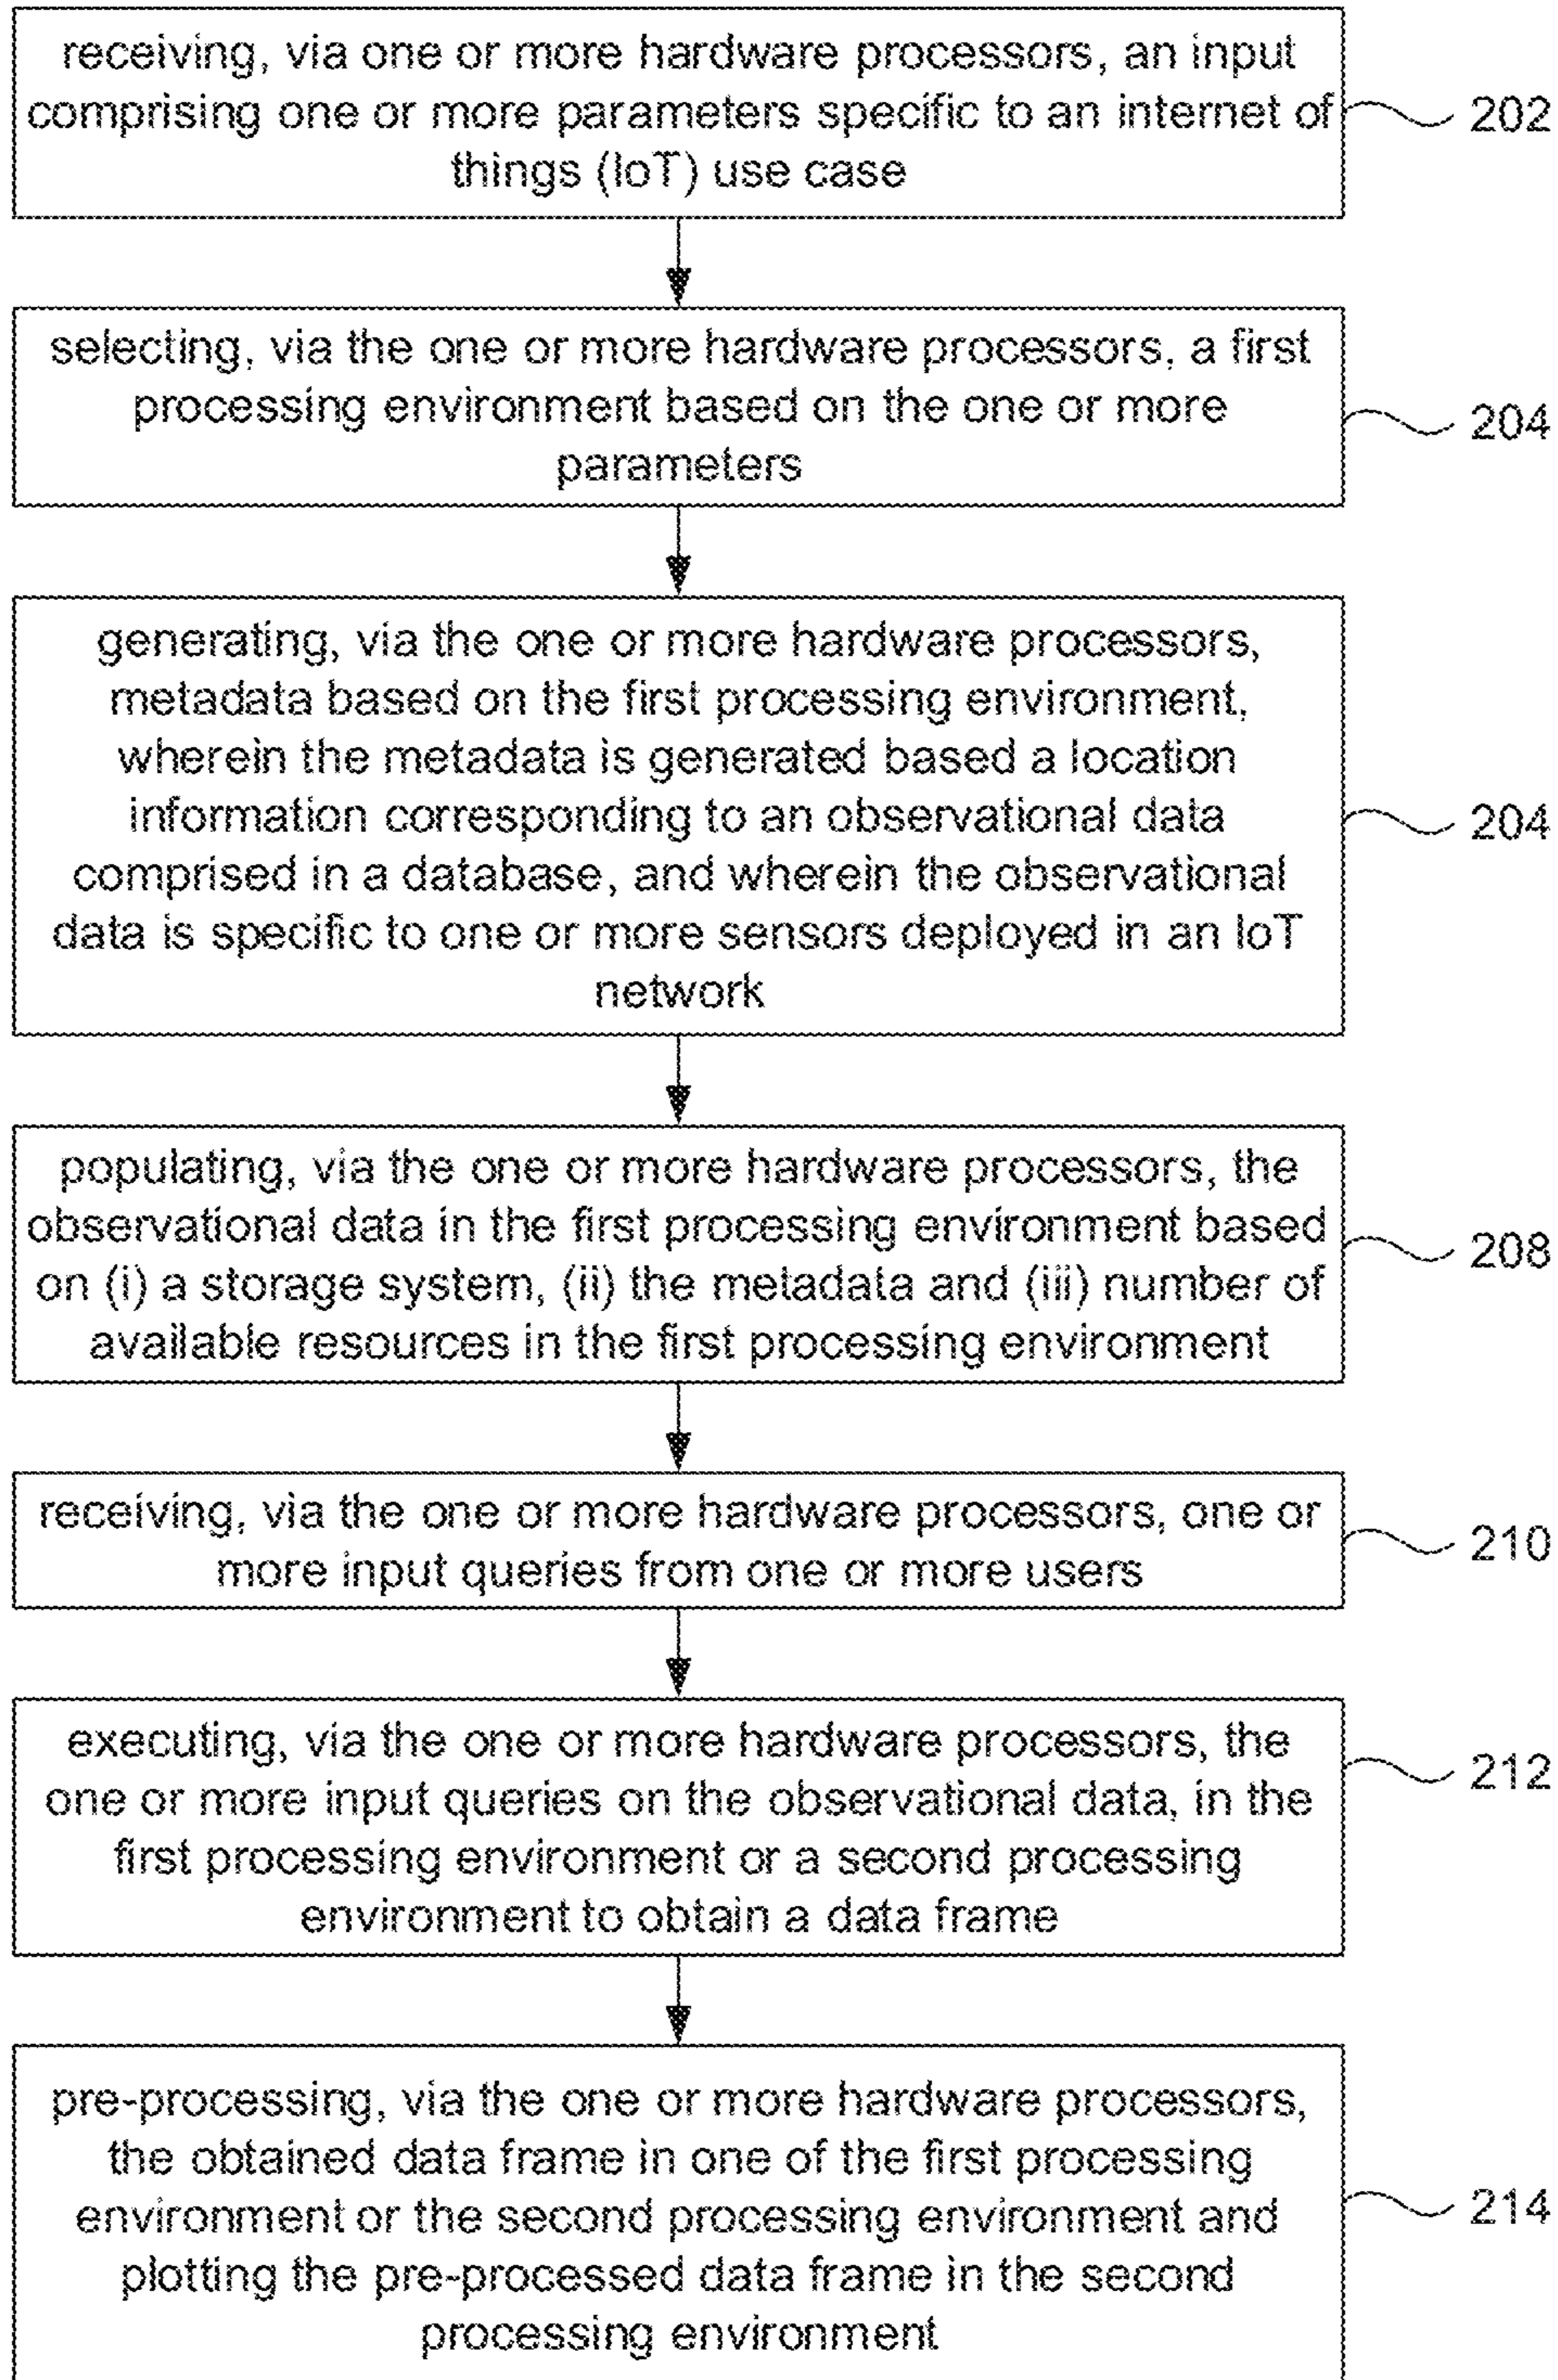 receiving, via one or more hardware processors, an input
comprising one or more parameters specific to an internet of
things (IoT) use case
202
selecting, via the one or more hardware processors, a first
processing environment based on the one or more
parameters
204
generating, via the one or more hardware processors,
metadata based on the first processing environment,
wherein the metadata is generated based a location
information corresponding to an observational data
comprised in a database, and wherein the observational
data is specific to one or more sensors deployed in an IoT
network
204
populating, via the one or more hardware processors, the
observational data in the first processing environment based
on (i) a storage system, (ii) the metadata and (iii) number of
available resources in the first processing environment
208
receiving, via the one or more hardware processors, one or
more input queries from one or more users
210
executing, via the one or more hardware processors, the
one or more input queries on the observational data, in the
first processing environment or a second processing
environment to obtain a data frame
212
pre-processing, via the one or more hardware processors,
the obtained data frame in one of the first processing
environment or the second processing environment and
plotting the pre-processed data frame in the second
processing environment
214